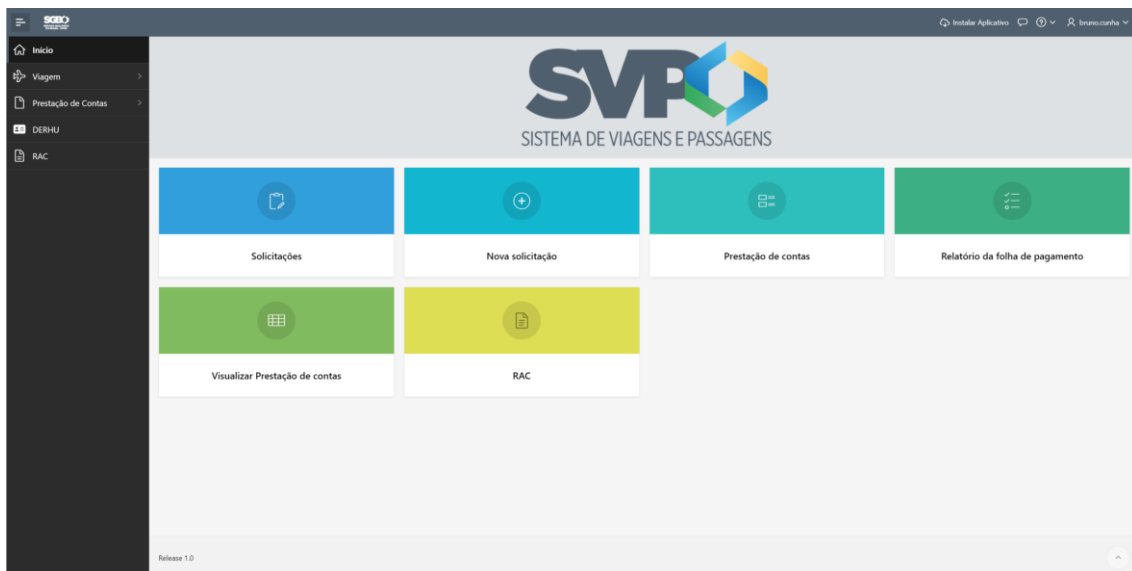 SGBO
Instalar Aplicativo
bruno.cunha
Início
Viagem
Prestação de Contas
DERHU
RAC
SVP
SISTEMA DE VIAGENS E PASSAGENS
Solicitações
Nova solicitação
Prestação de contas
Relatório da folha de pagamento
Visualizar Prestação de contas
RAC
Release 1.0